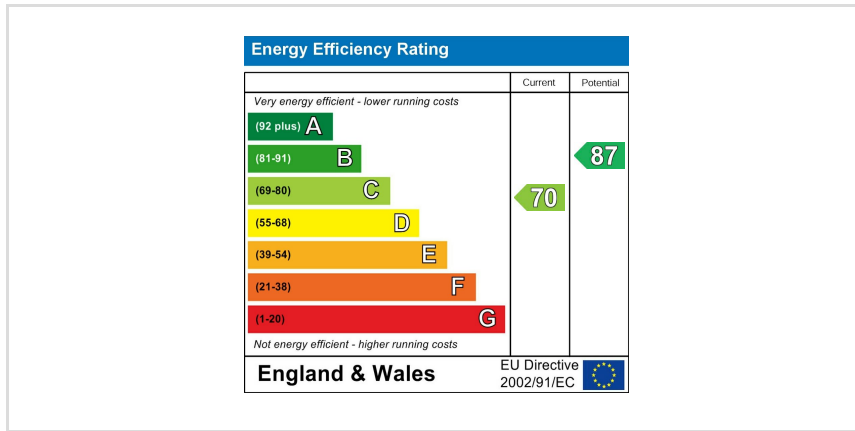 Energy Efficiency Rating
Current Potential
Very energy efficient - lower running costs
(92 plus) A
(81-91) B
87
(69-80) C
70
(55-68) D
(39-54) E
(21-38) F
(1-20) G
Not energy efficient - higher running costs
England & Wales
EU Directive
2002/91/EC